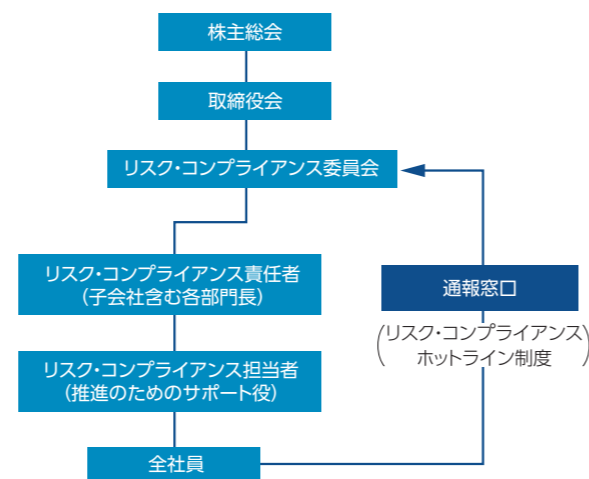 株主総会
取締役会
リスク・コンプライアンス委員会
リスク・コンプライアンス責任者
(子会社含む各部門長)
通報窓口
(リスク・コンプライアンス
ホットライン制度)
リスク・コンプライアンス担当者
(推進のためのサポート役)
全社員